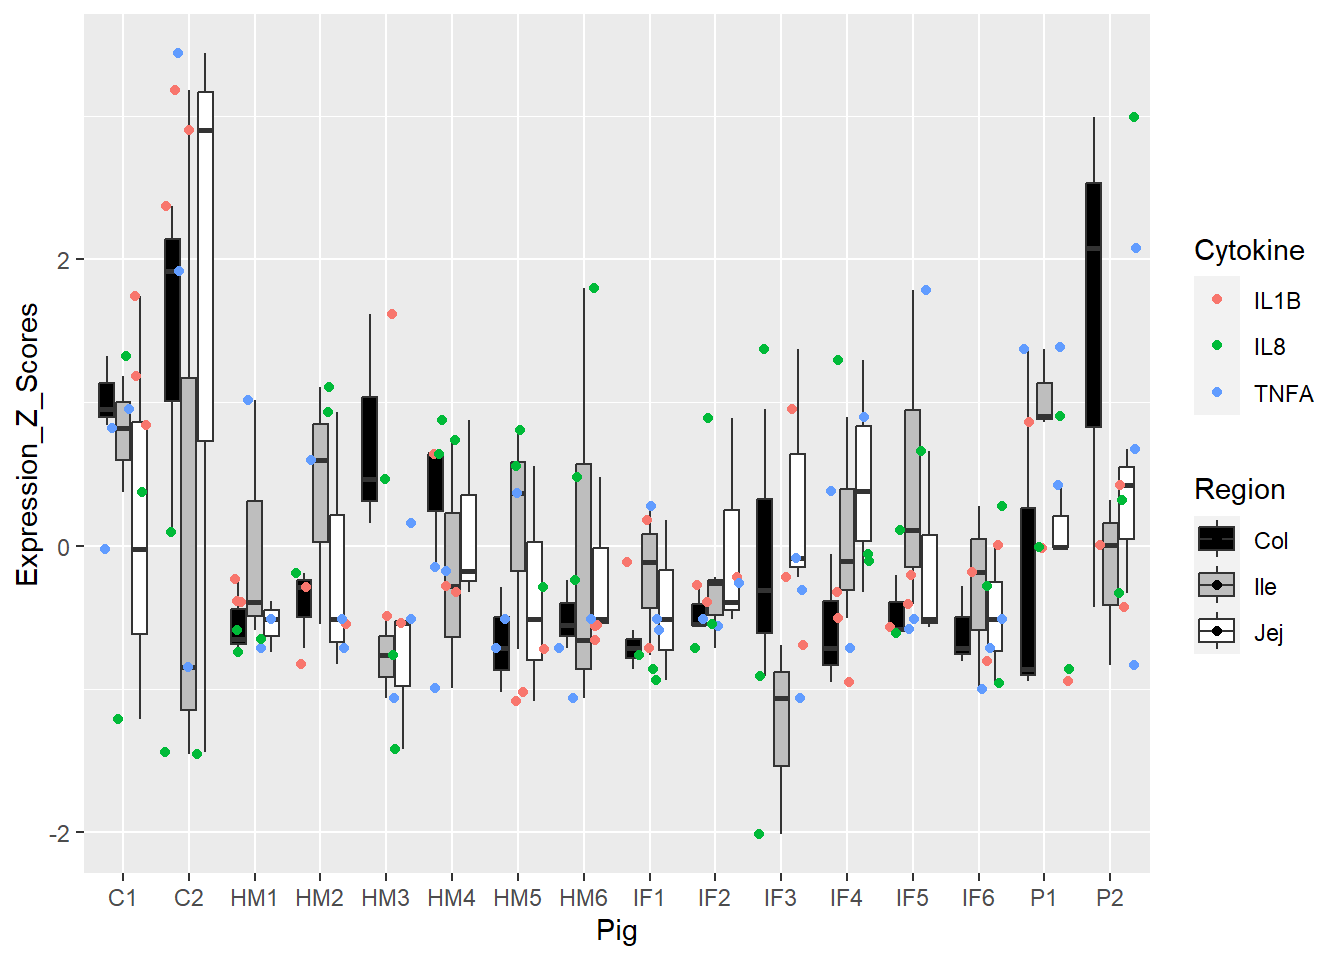 Expression_Z_Scores
2
0
-2
C1 C2 HM1 HM2 HM3 HM4 HM5 HM6 IF1 IF2 IF3 IF4 IF5 IF6 P1 P2
Pig
Cytokine
IL1B
IL8
TNFA
Region
Col
Ile
Jej